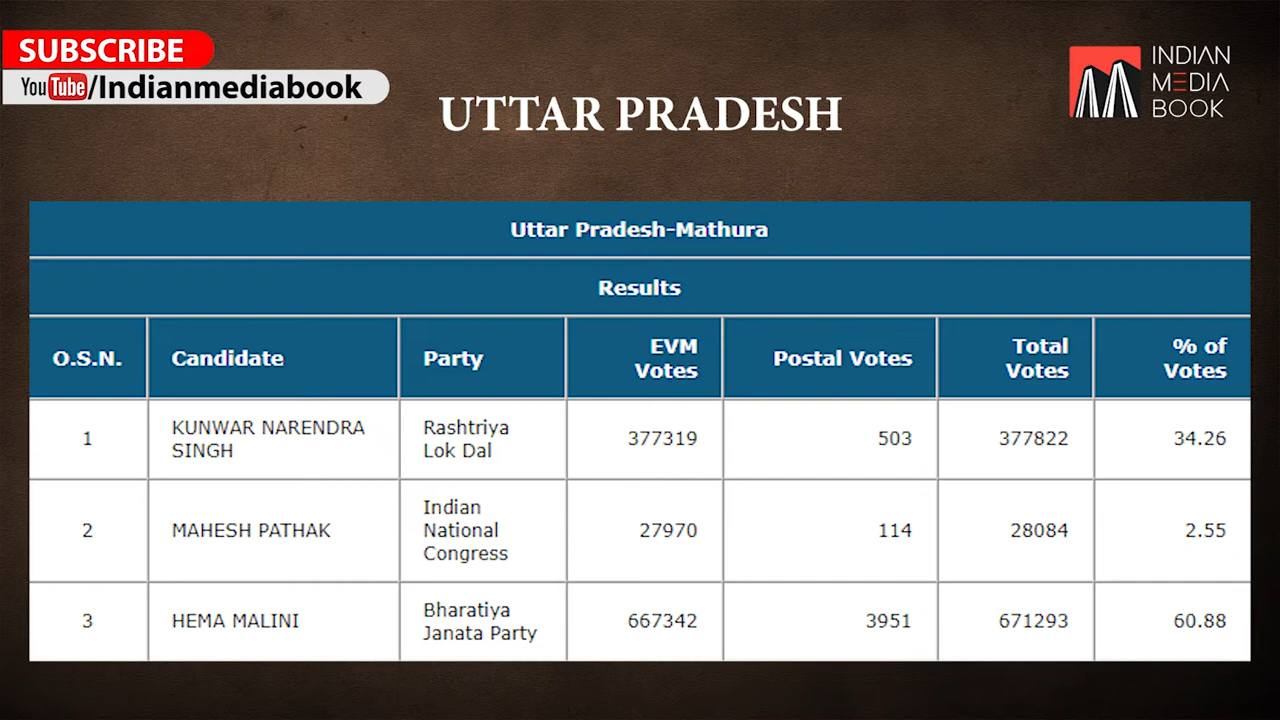 SUBSCRIBE
YouTube/Indianmediabook
INDIAN
MEDIA
BOOK
UTTAR PRADESH
Uttar Pradesh-Mathura
Results
O.S.N. Candidate Party EVM Votes Postal Votes Total Votes % of Votes
1 KUNWAR NARENDRA SINGH Rashtriya Lok Dal 377319 503 377822 34.26
2 MAHESH PATHAK Indian National Congress 27970 114 28084 2.55
3 HEMA MALINI Bharatiya Janata Party 667342 3951 671293 60.88